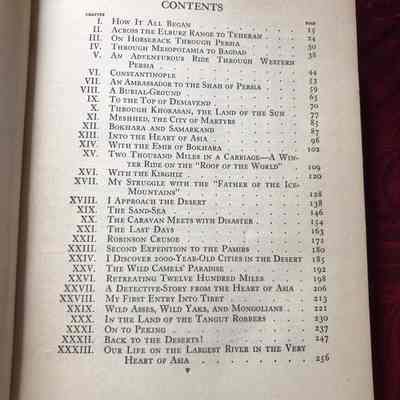 CONTENTS
CHAPTER PAGE
I. How It All Began 1
II. Across the Elburz Range to Teheran 15
III. On Horseback Through Persia 24
IV. Through Mesopotamia to Bagdad 30
V. An Adventurous Ride Through Western 38
Persia
VI. Constantinople 44
VII. An Ambassador to the Shah of Persia 53
VIII. A Burial-Ground 59
IX. To the Top of Demavend 65
X. Through Khorasan, the Land of the Sun 70
XI. Meshhed, the City of Martyrs 77
XII. Bokhara and Samarkand 85
XIII. Into the Heart of Asia 87
XIV. With the Emir of Bokhara 96
XV. Two Thousand Miles in a Carriage—A Win- 102
ter Ride on the "Roof of the World" 109
XVI. With the Kirghiz 120
XVII. My Struggle with the "Father of the Ice-
Mountains" 128
XVIII. I Approach the Desert 138
XIX. The Sand-Sea 146
XX. The Caravan Meets with Disaster 154
XXI. The Last Days 163
XXII. Robinson Crusoe 171
XXIII. Second Expedition to the Pamirs 180
XXIV. I Discover 2000-Year-Old Cities in the Desert 185
XXV. The Wild Camels' Paradise 192
XXVI. Retreating Twelve Hundred Miles 198
XXVII. A Detective-Story from the Heart of Asia 206
XXVIII. My First Entry into Tibet 213
XXIX. Wild Asses, Wild Yaks, and Mongolians 221
XXX. In the Land of the Tangut Robbers 230
XXXI. On to Peking 237
XXXII. Back to the Deserts! 247
XXXIII. Our Life on the Largest River in the Very
Heart of Asia 256
v